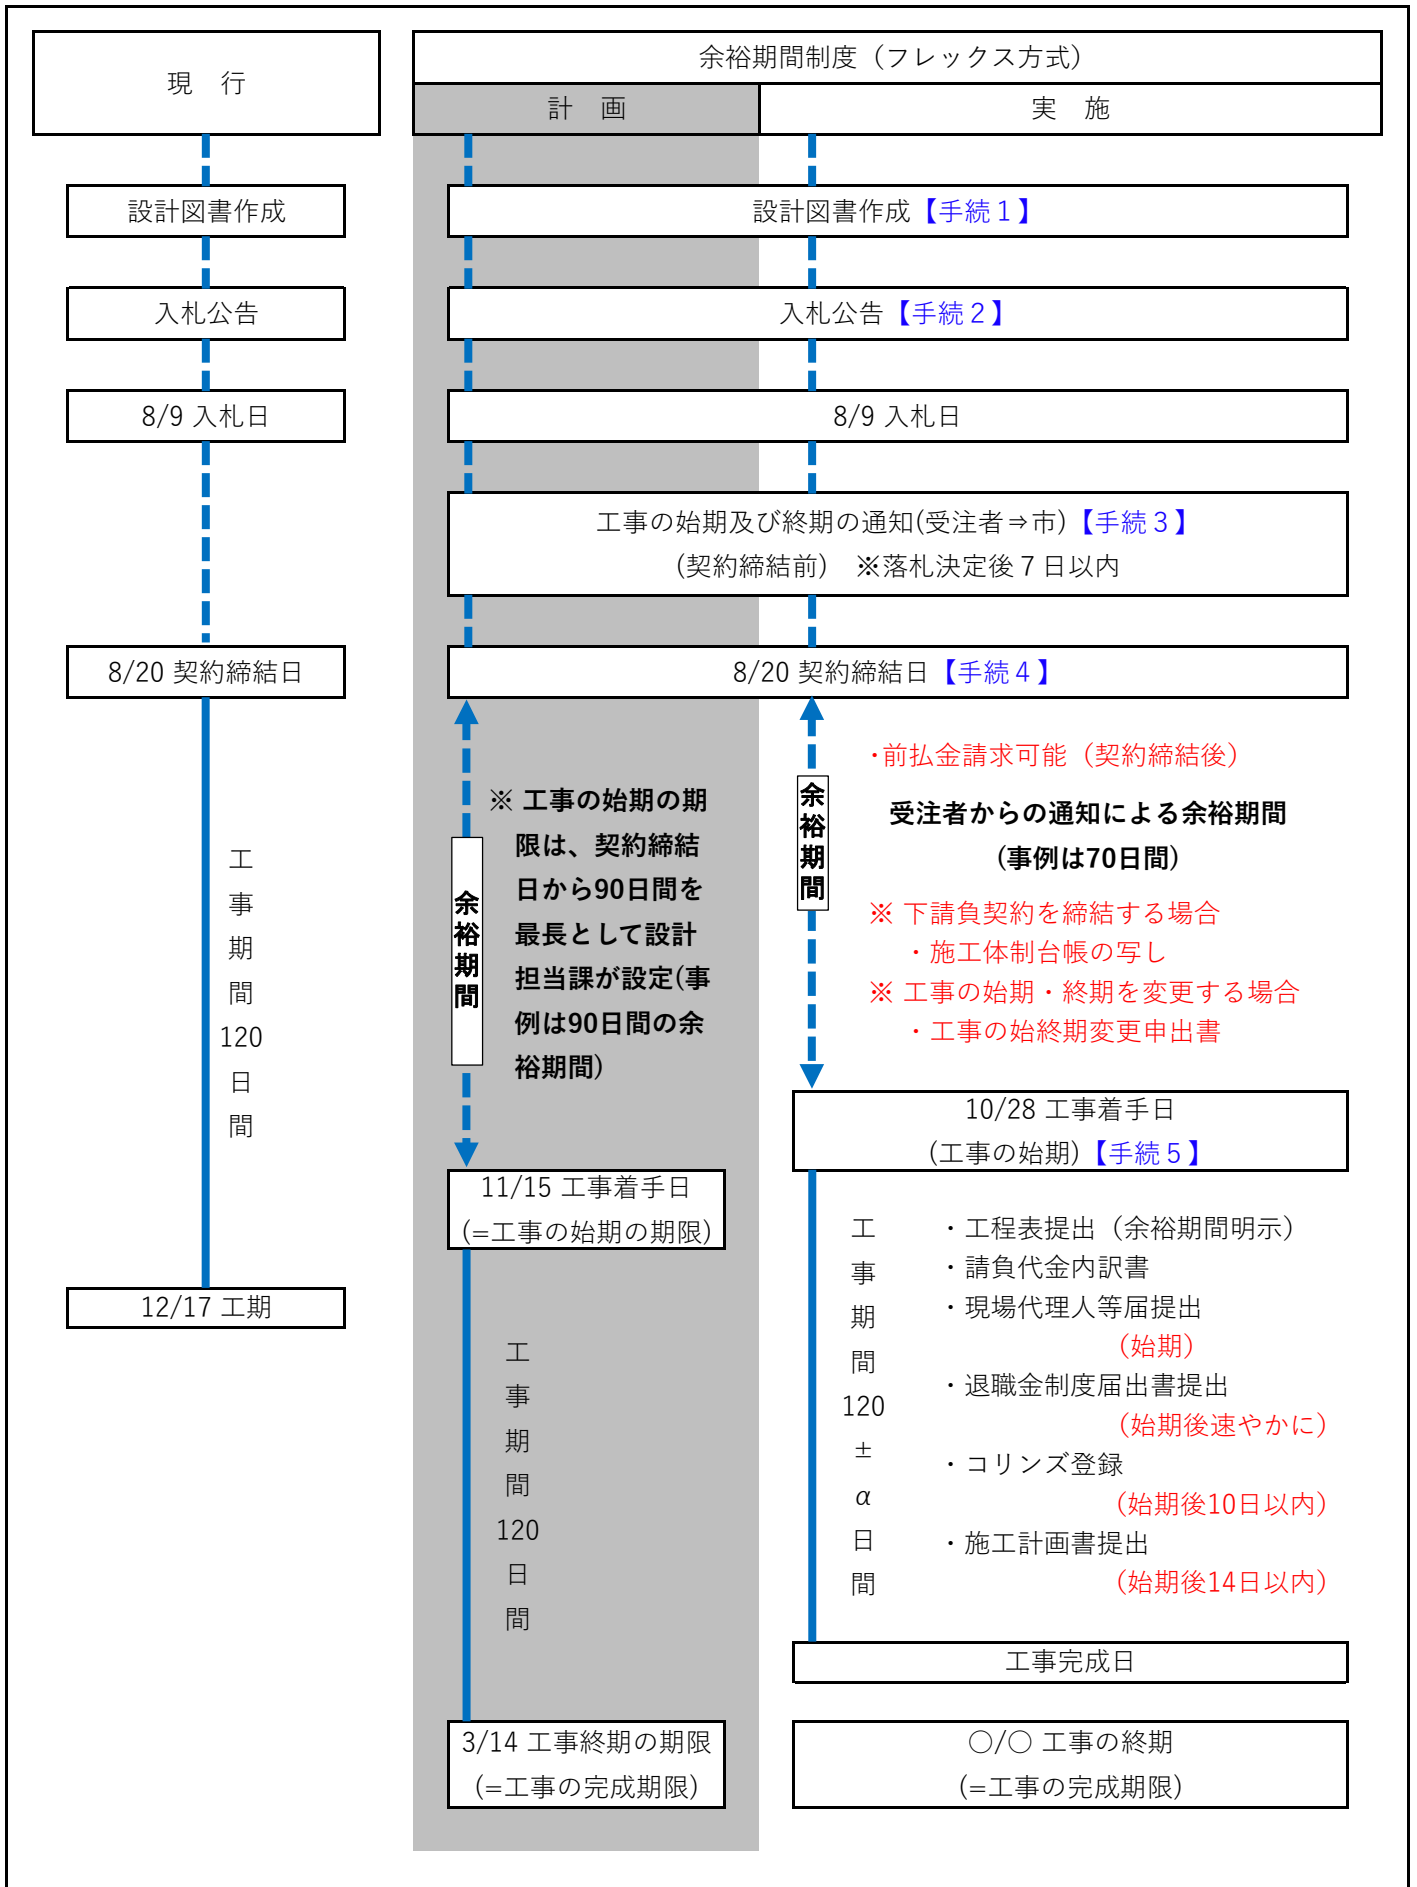 現　行
設計図書作成
入札公告
8/9 入札日
8/20 契約締結日
工
事
期
間
120
日
間
12/17 工期
余裕期間制度（フレックス方式）
計　画
実　施
設計図書作成【手続１】
入札公告【手続２】
8/9 入札日
工事の始期及び終期の通知(受注者⇒市)【手続３】
(契約締結前)　※落札決定後７日以内
8/20 契約締結日【手続４】
余
裕
期
間
※ 工事の始期の期
限は、契約締結
日から90日間を
最長として設計
担当課が設定(事
例は90日間の余
裕期間)
11/15 工事着手日
(=工事の始期の期限)
工
事
期
間
120
日
間
3/14 工事終期の期限
(=工事の完成期限)
余
裕
期
間
・前払金請求可能（契約締結後）
受注者からの通知による余裕期間
(事例は70日間)
※ 下請負契約を締結する場合
・施工体制台帳の写し
※ 工事の始期・終期を変更する場合
・工事の始終期変更申出書
10/28 工事着手日
(工事の始期)【手続５】
工
事
期
間
120
±
α
日
間
・工程表提出（余裕期間明示）
・請負代金内訳書
・現場代理人等届提出
（始期）
・退職金制度届出書提出
（始期後速やかに）
・コリンズ登録
（始期後10日以内）
・施工計画書提出
（始期後14日以内）
工事完成日
○/○ 工事の終期
(=工事の完成期限)